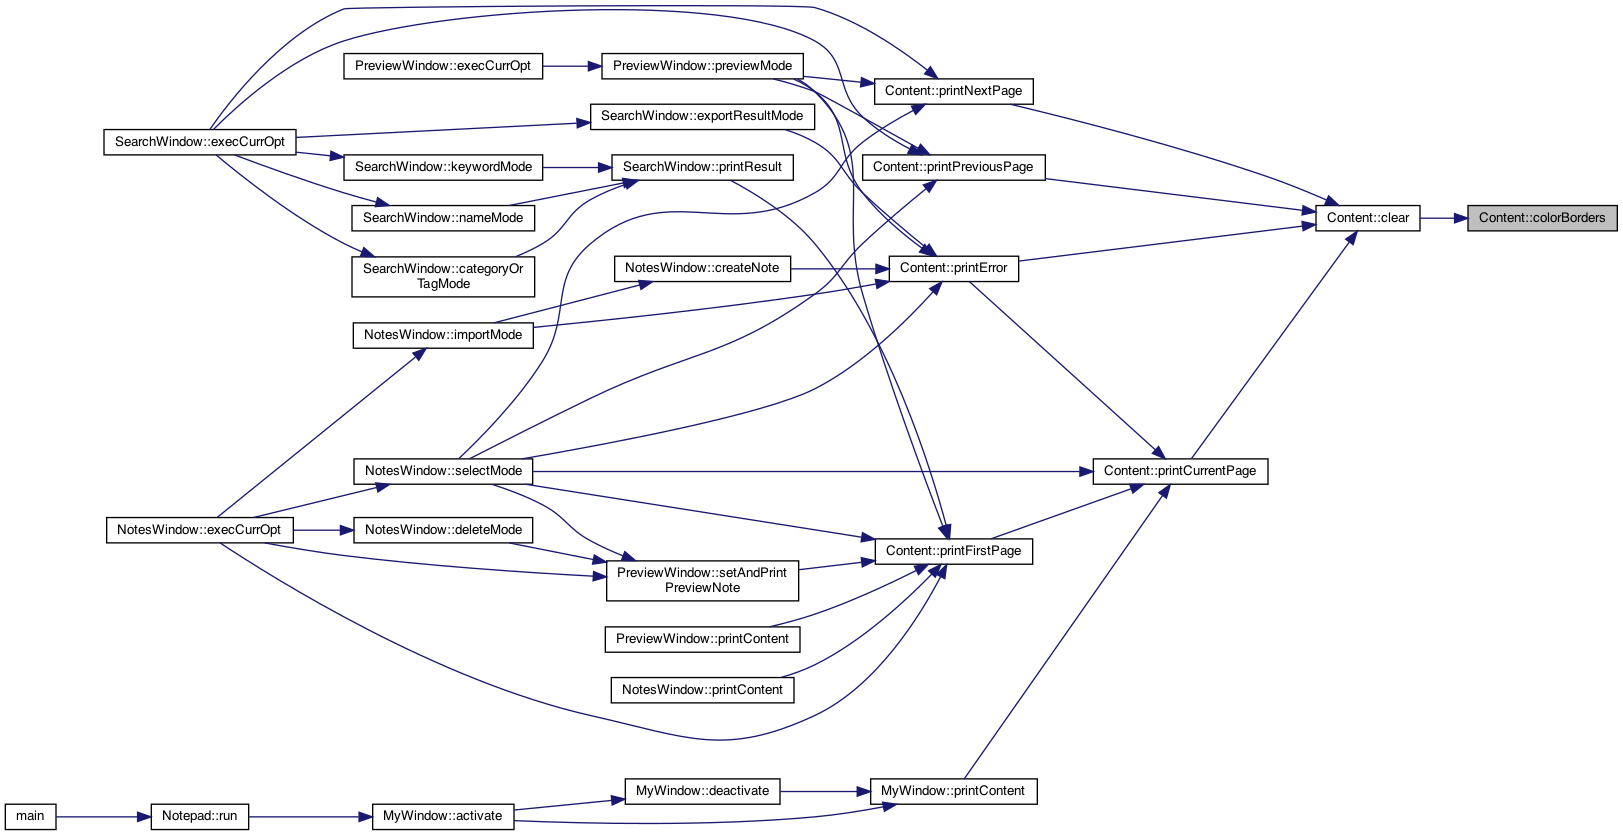 PreviewWindow::execCurrOpt
PreviewWindow::previewMode
Content::printNextPage
SearchWindow::exportResultMode
SearchWindow::execCurrOpt
SearchWindow::keywordMode
SearchWindow::printResult
Content::printPreviousPage
SearchWindow::nameMode
Content::clear
Content::colorBorders
SearchWindow::categoryOr
TagMode
NotesWindow::createNote
Content::printError
NotesWindow::importMode
NotesWindow::selectMode
Content::printCurrentPage
NotesWindow::execCurrOpt
NotesWindow::deleteMode
Content::printFirstPage
PreviewWindow::setAndPrint
PreviewNote
PreviewWindow::printContent
NotesWindow::printContent
MyWindow::deactivate
MyWindow::printContent
main
Notepad::run
MyWindow::activate